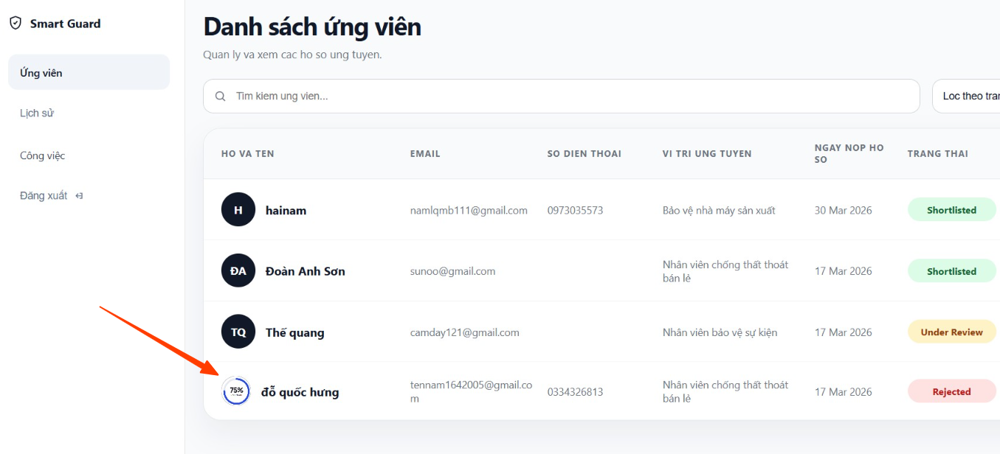 Smart Guard
Ứng viên
Lịch sử
Công việc
Đăng xuất
Danh sách ứng viên
Quan ly va xem cac ho so ung tuyen.
Tim kiem ung vien...
Loc theo tran
HO VA TEN
EMAIL
SO DIEN THOAI
VI TRI UNG TUYEN
NGAY NOP HO
SO
TRANG THAI
H
hainam
namlqmb111@gmail.com
0973035573
Bảo vệ nhà máy sản xuất
30 Mar 2026
Shortlisted
ĐA
Đoàn Anh Sơn
sunoo@gmail.com
Nhân viên chống thất thoát
bán lẻ
17 Mar 2026
Shortlisted
TQ
Thế quang
camday121@gmail.com
Nhân viên bảo vệ sự kiện
17 Mar 2026
Under Review
75%
đỗ quốc hưng
tennam1642005@gmail.co
m
0334326813
Nhân viên chống thất thoát
bán lẻ
17 Mar 2026
Rejected